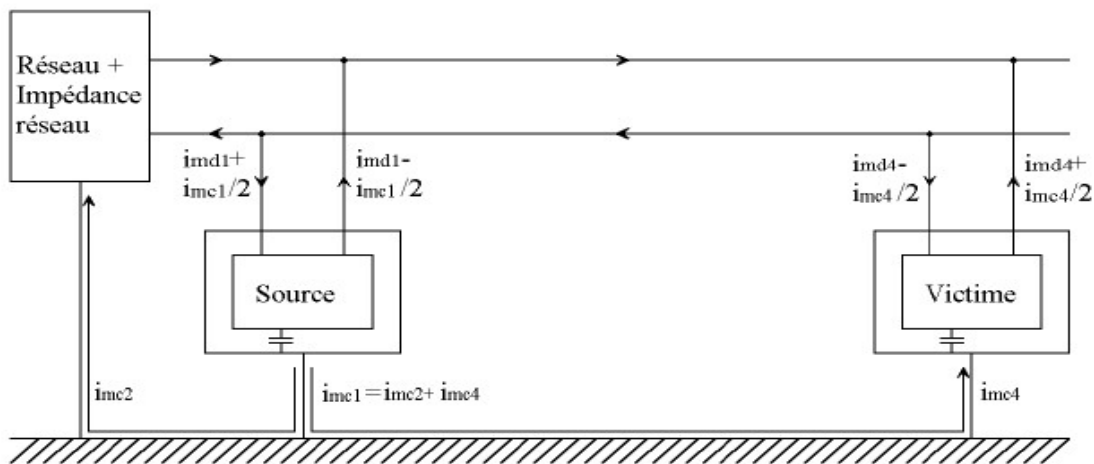 Réseau +
Impédance
réseau
imd1+
imc1/2
imd1-
imc1/2
imd4-
imc4/2
imd4+
imc4/2
Source
Victime
imc2
imc1=imc2+ imc4
imc4